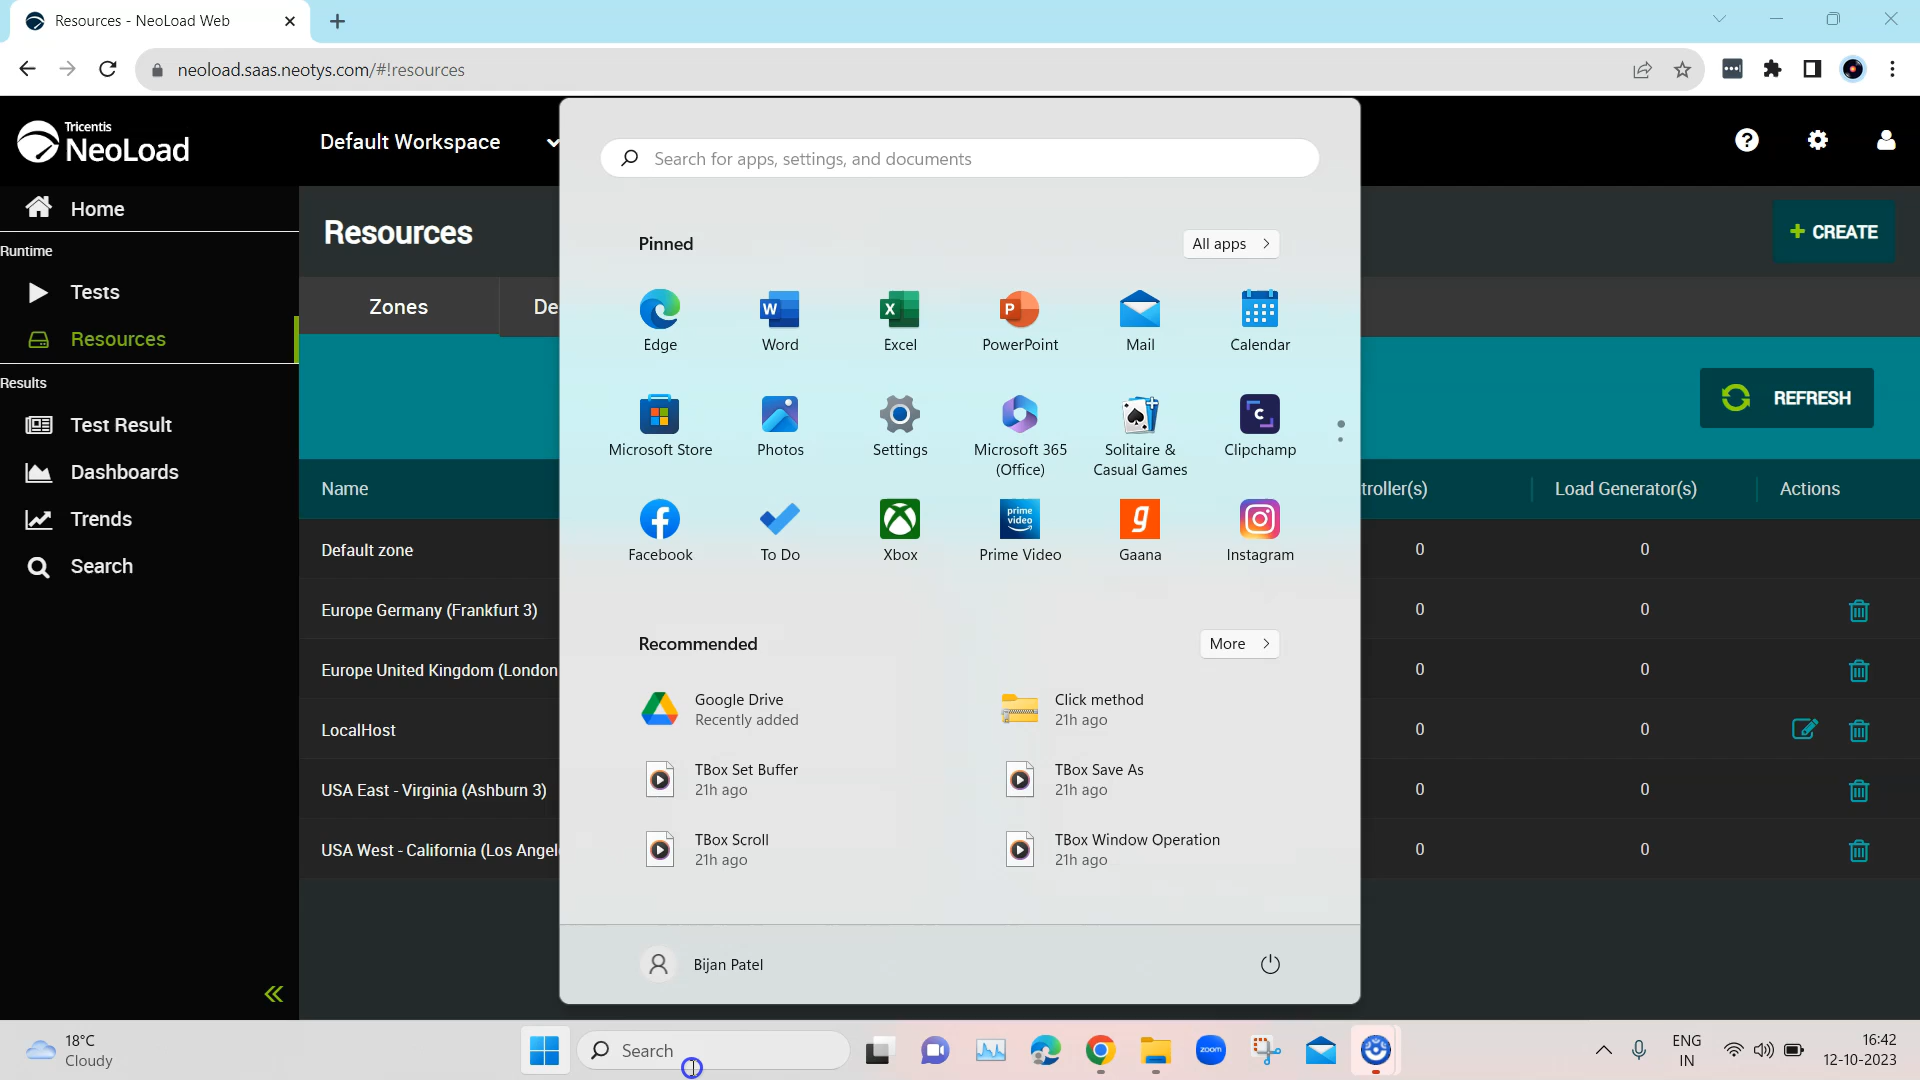 Resources - NeoLoad Web
neoload.saas.neotys.com/#!resources
Tricentis
NeoLoad
Default Workspace
Search for apps, settings, and documents
Home
Resources
+ CREATE
Runtime
Pinned
All apps
Tests
Zones
De
Resources
Edge
Word
Excel
PowerPoint
Mail
Calendar
Results
REFRESH
Test Result
Microsoft Store
Photos
Settings
Microsoft 365
(Office)
Solitaire &
Casual Games
Clipchamp
Dashboards
Name
troller(s)
Load Generator(s)
Actions
Trends
prime
video
Facebook
To Do
Xbox
Prime Video
Gaana
Instagram
Default zone
0
0
Search
Europe Germany (Frankfurt 3)
0
0
Recommended
More
Europe United Kingdom (London
0
0
Google Drive
Recently added
Click method
21h ago
LocalHost
0
0
TBox Set Buffer
21h ago
TBox Save As
21h ago
USA East - Virginia (Ashburn 3)
0
0
TBox Scroll
21h ago
TBox Window Operation
21h ago
USA West - California (Los Angel
0
0
Bijan Patel
18°C
Cloudy
Search
zoom
ENG
IN
16:42
12-10-2023